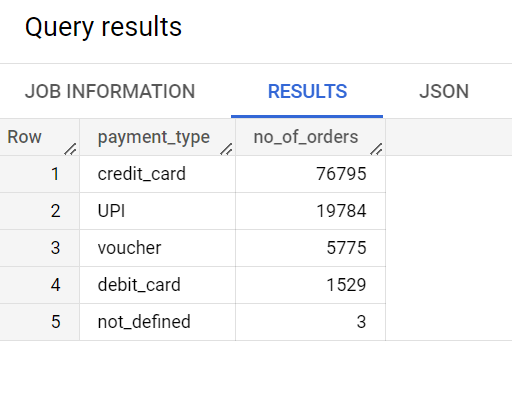 Query results
JOB INFORMATION RESULTS JSON
Row payment_type no_of_orders
1 credit_card 76795
2 UPI 19784
3 voucher 5775
4 debit_card 1529
5 not_defined 3